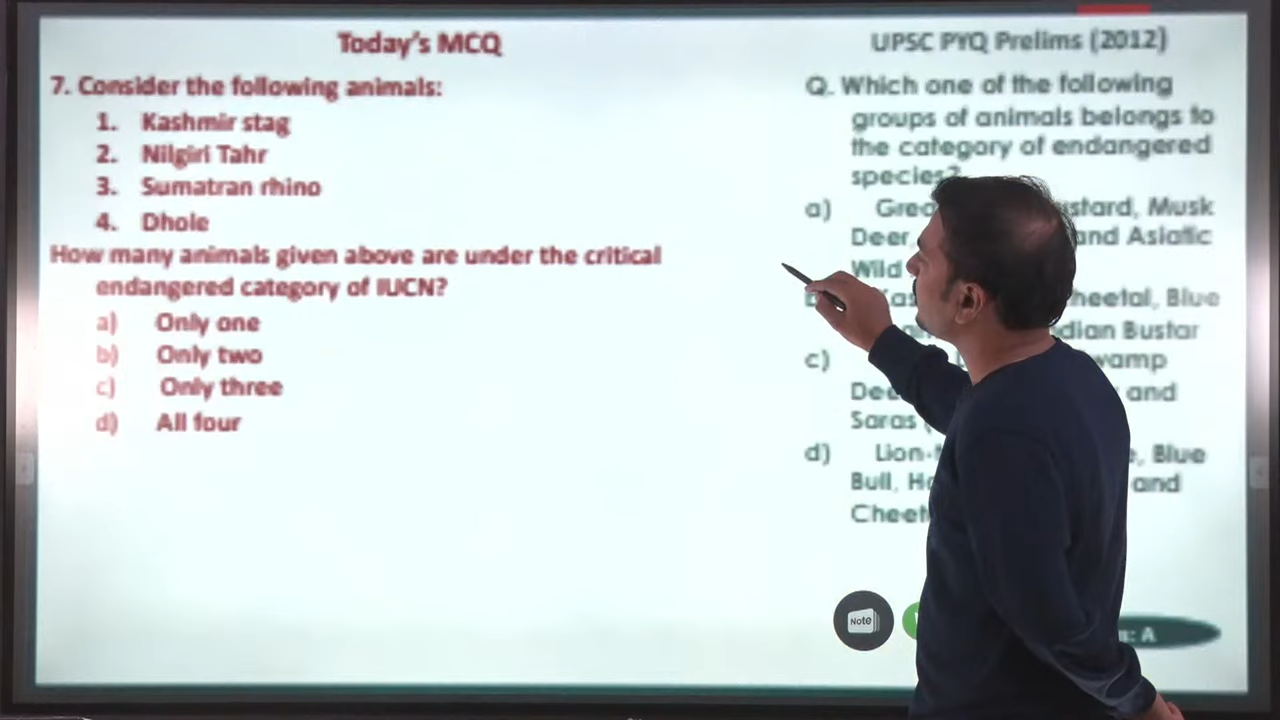 Today's MCQ
7. Consider the following animals:
1. Kashmir stag
2. Nilgiri Tahr
3. Sumatran rhino
4. Dhole
How many animals given above are under the critical
endangered category of IUCN?
a) Only one
b) Only two
c) Only three
d) All four
UPSC PYQ Prelims (2012)
Q. Which one of the following
groups of animals belongs to
the category of endangered
species?
a) Musk
Deer, and Asiatic
Wild
Blue
c)
and
Saras
d) Blue
Bull, and
Note
A